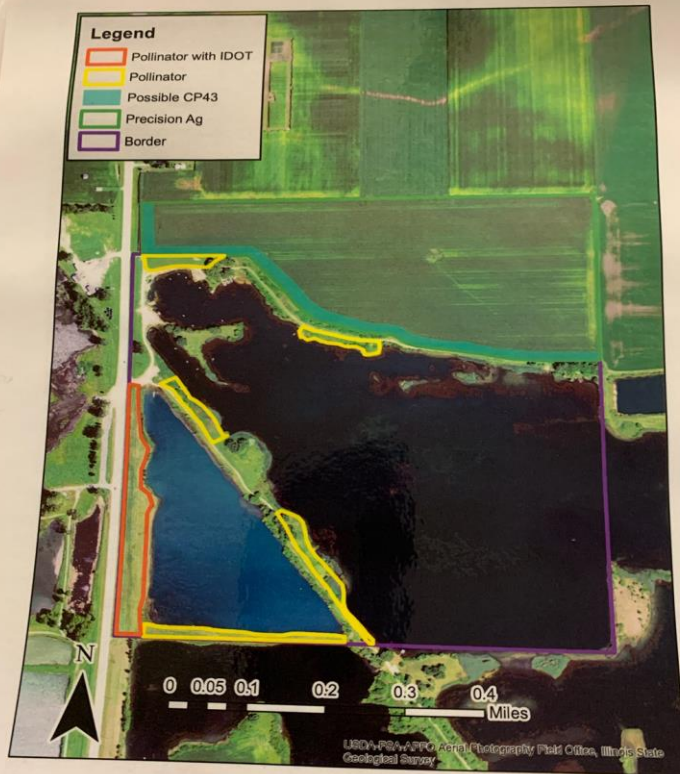 Legend
Pollinator with IDOT
Pollinator
Possible CP43
Precision Ag
Border
N
0 0.05 0.1 0.2 0.3 0.4
Miles
USDA-FSA-APFO Aerial Photography Field Office, Illinois State
Geological Survey